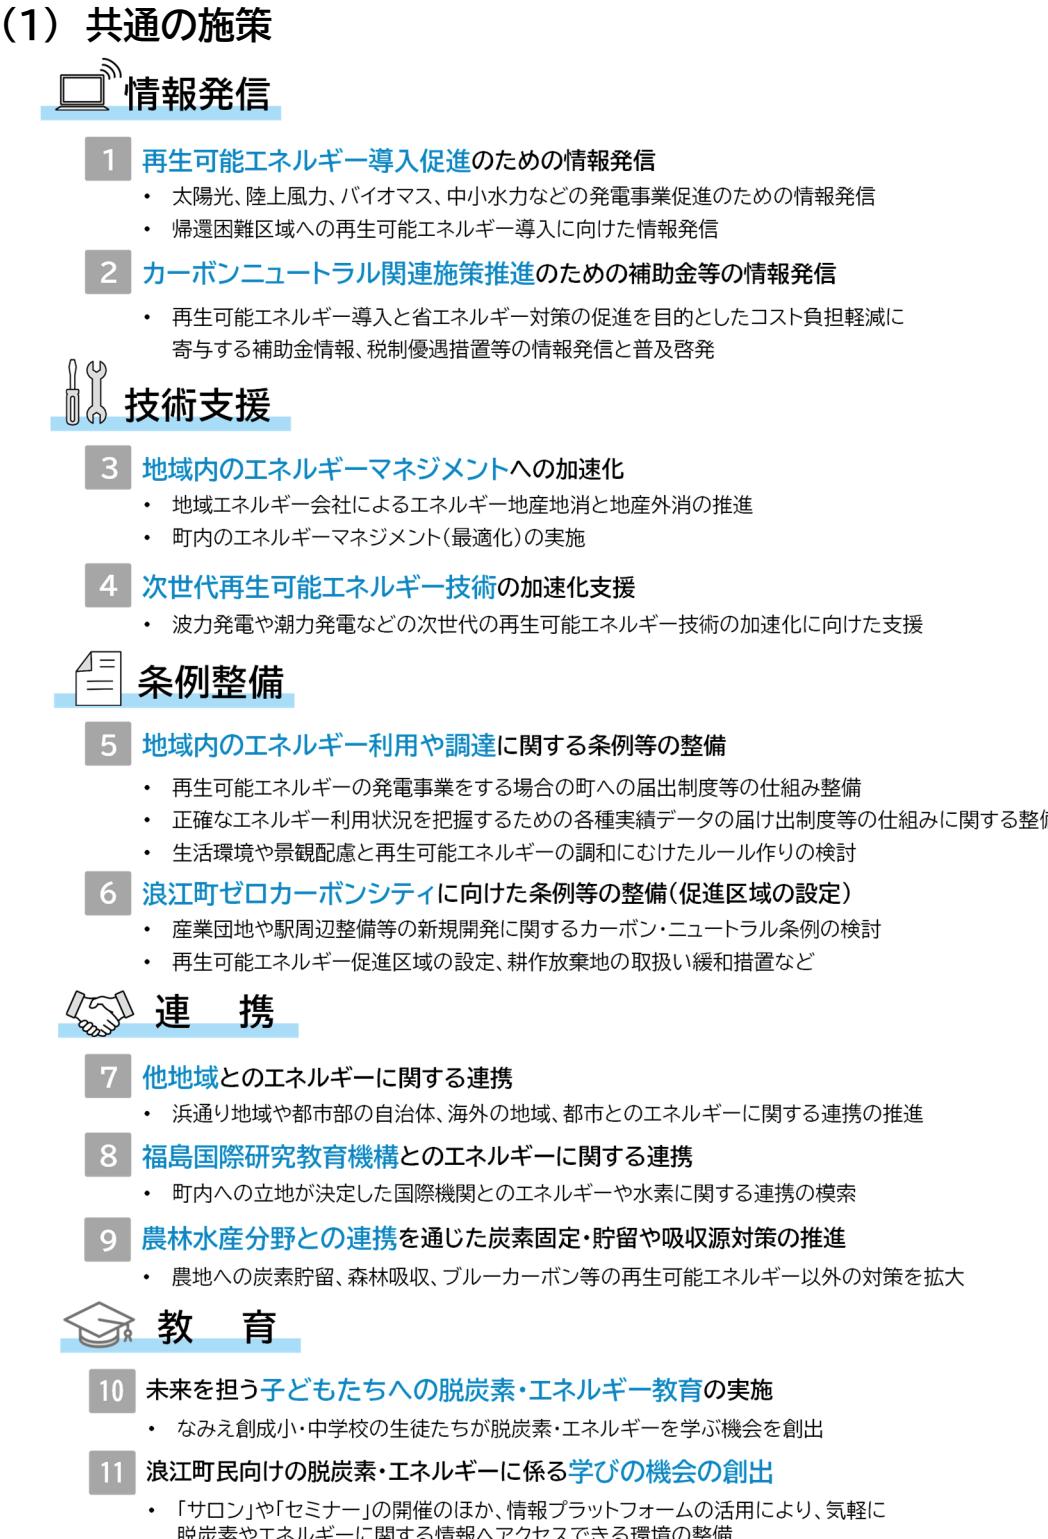 （1） 共通の施策
情報発信
1 再生可能エネルギー導入促進のための情報発信
・ 太陽光、陸上風力、バイオマス、中小水力などの発電事業促進のための情報発信
・ 帰還困難区域への再生可能エネルギー導入に向けた情報発信
2 カーボンニュートラル関連施策推進のための補助金等の情報発信
・ 再生可能エネルギー導入と省エネルギー対策の促進を目的としたコスト負担軽減に
寄与する補助金情報、税制優遇措置等の情報発信と普及啓発
技術支援
3 地域内のエネルギーマネジメントへの加速化
・ 地域エネルギー会社によるエネルギー地産地消と地産外消の推進
・ 町内のエネルギーマネジメント（最適化）の実施
4 次世代再生可能エネルギー技術の加速化支援
・ 波力発電や潮力発電などの次世代の再生可能エネルギー技術の加速化に向けた支援
条例整備
5 地域内のエネルギー利用や調達に関する条例等の整備
・ 再生可能エネルギーの発電事業をする場合の町への届出制度等の仕組み整備
・ 正確なエネルギー利用状況を把握するための各種実績データの届け出制度等の仕組みに関する整
・ 生活環境や景観配慮と再生可能エネルギーの調和にむけたルール作りの検討
6 浪江町ゼロカーボンシティに向けた条例等の整備（促進区域の設定）
・ 産業団地や駅周辺整備等の新規開発に関するカーボン・ニュートラル条例の検討
・ 再生可能エネルギー促進区域の設定、耕作放棄地の取扱い緩和措置など
連 携
7 他地域とのエネルギーに関する連携
・ 浜通り地域や都市部の自治体、海外の地域、都市とのエネルギーに関する連携の推進
8 福島国際研究教育機構とのエネルギーに関する連携
・ 町内への立地が決定した国際機関とのエネルギーや水素に関する連携の模索
9 農林水産分野との連携を通じた炭素固定・貯留や吸収源対策の推進
・ 農地への炭素貯留、森林吸収、ブルーカーボン等の再生可能エネルギー以外の対策を拡大
教 育
10 未来を担う子どもたちへの脱炭素・エネルギー教育の実施
・ なみえ創成小・中学校の生徒たちが脱炭素・エネルギーを学ぶ機会を創出
11 浪江町民向けの脱炭素・エネルギーに係る学びの機会の創出
・ 「サロン」や「セミナー」の開催のほか、情報プラットフォームの活用により、気軽に
脱炭素やエネルギーに関する情報へアクセスできる環境の整備